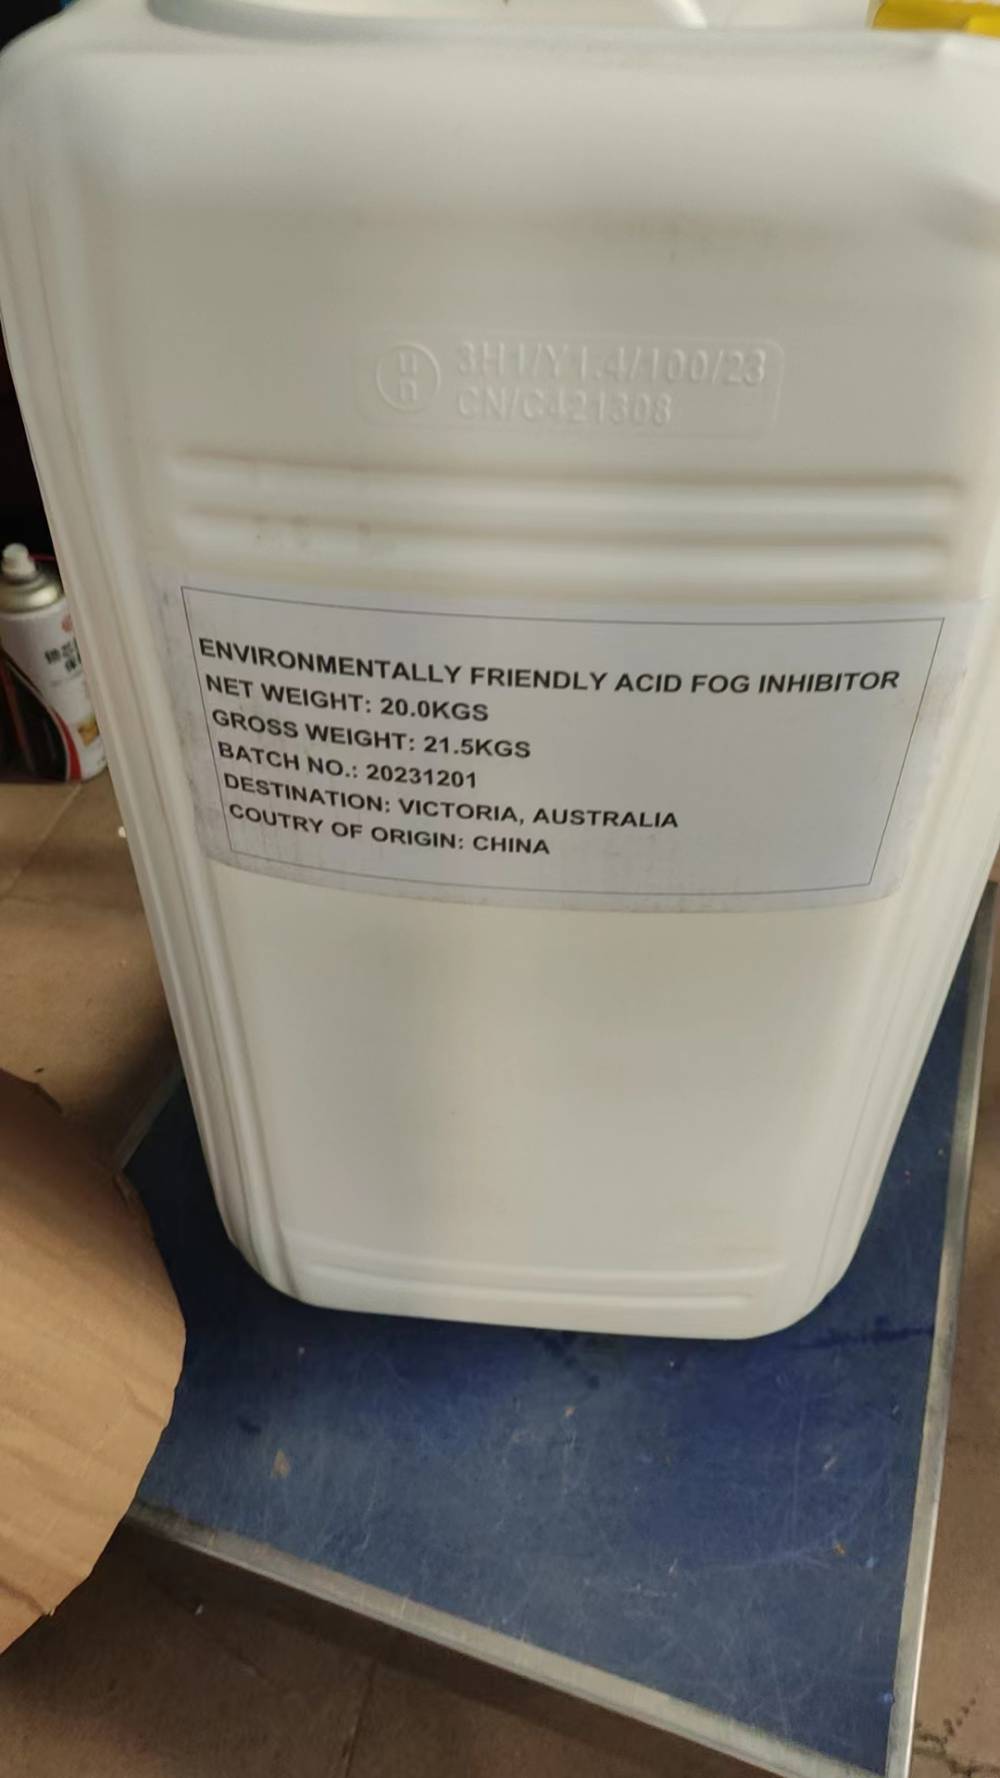 un 3H1/Y1.4/100/23
CN/C421308
ENVIRONMENTALLY FRIENDLY ACID FOG INHIBITOR
NET WEIGHT: 20.0KGS
GROSS WEIGHT: 21.5KGS
BATCH NO.: 20231201
DESTINATION: VICTORIA, AUSTRALIA
COUTRY OF ORIGIN: CHINA